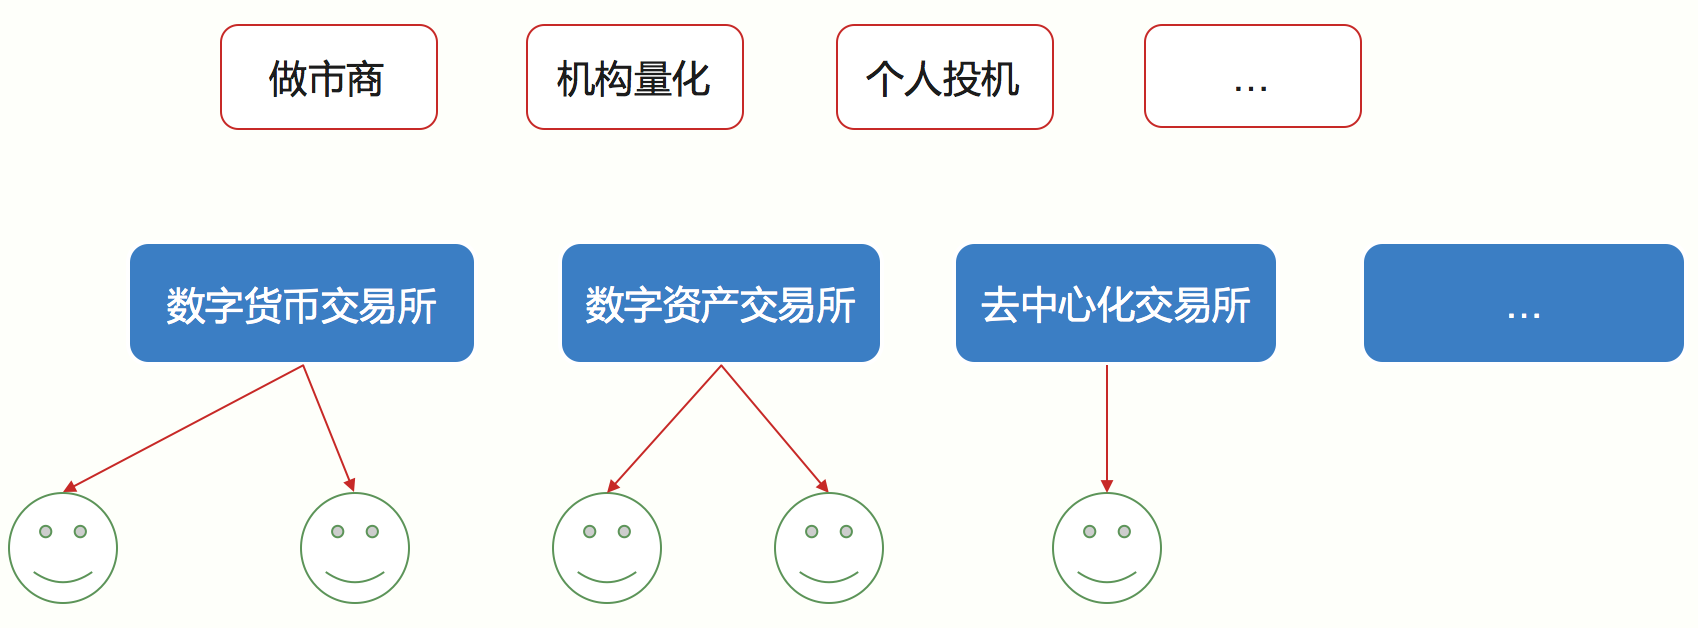 做市商
机构量化
个人投机
...
数字货币交易所
数字资产交易所
去中心化交易所
...